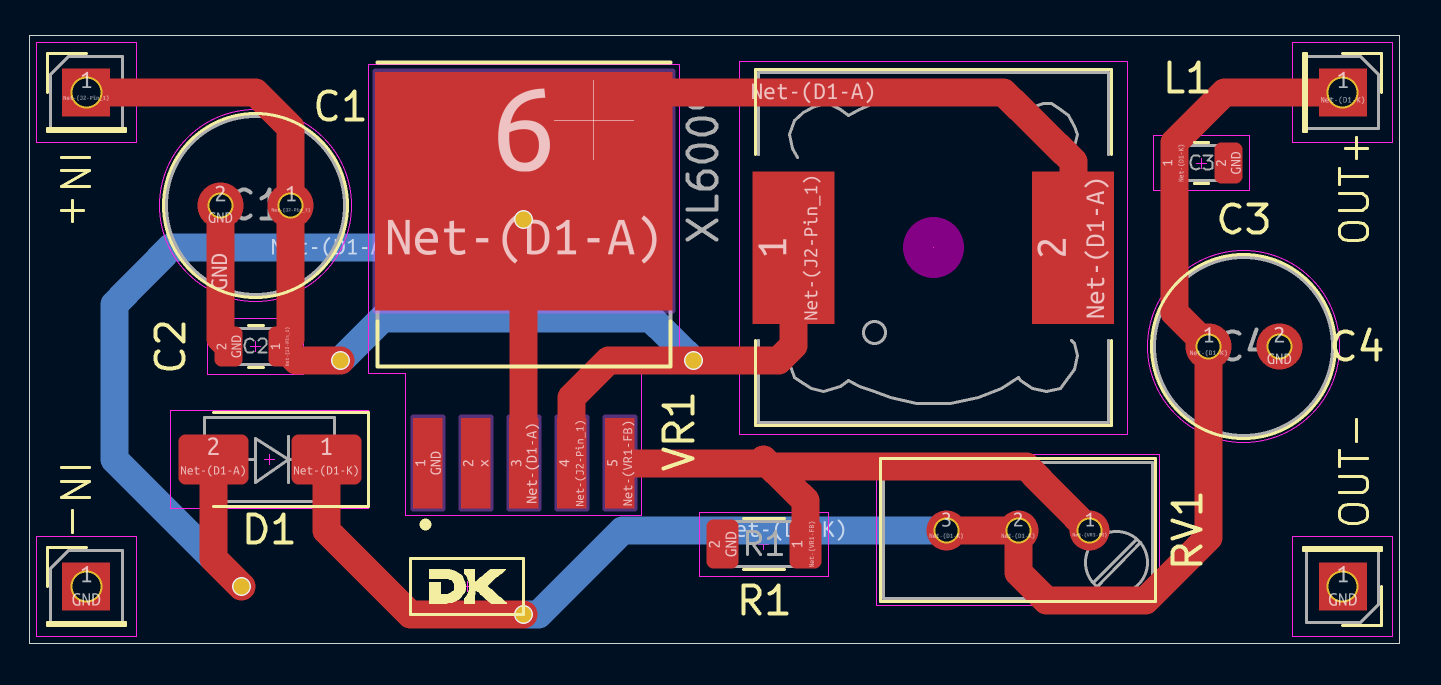 1
Net-(J2-Pin_1)
C1
6
Net-(D1-A)
XL600
Net-(D1-A)
L1
1
Net-(D1-K)
IN+
2
GND
C1
1
Net-(J2-Pin_1)
GND
1
Net-(D1-K)
C3
2
GND
OUT+
C3
1
Net-(J2-Pin_1)
2
Net-(D1-A)
C2
2
GND
C2
1
Net-(J2-Pin_1)
1
Net-(D1-K)
C4
2
GND
C4
2
Net-(D1-A)
1
Net-(D1-K)
D1
1
GND
2
x
3
Net-(D1-A)
4
Net-(J2-Pin_1)
5
Net-(VR1-FB)
VR1
IN-
OUT-
2
GND
R1
1
Net-(VR1-FB)
R1
3
Net-(D1-K)
2
Net-(D1-K)
1
Net-(VR1-FB)
RV1
1
GND
DK
1
GND